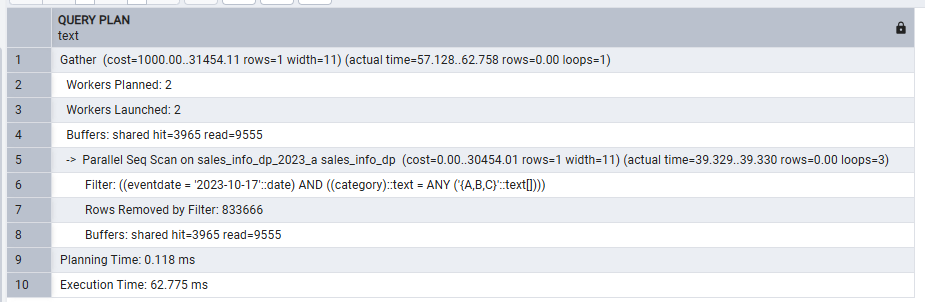 QUERY PLAN
text
1 Gather (cost=1000.00..31454.11 rows=1 width=11) (actual time=57.128..62.758 rows=0.00 loops=1)
2 Workers Planned: 2
3 Workers Launched: 2
4 Buffers: shared hit=3965 read=9555
5 -> Parallel Seq Scan on sales_info_dp_2023_a sales_info_dp (cost=0.00..30454.01 rows=1 width=11) (actual time=39.329..39.330 rows=0.00 loops=3)
6 Filter: ((eventdate = '2023-10-17'::date) AND ((category)::text = ANY ('{A,B,C}'::text[])))
7 Rows Removed by Filter: 833666
8 Buffers: shared hit=3965 read=9555
9 Planning Time: 0.118 ms
10 Execution Time: 62.775 ms